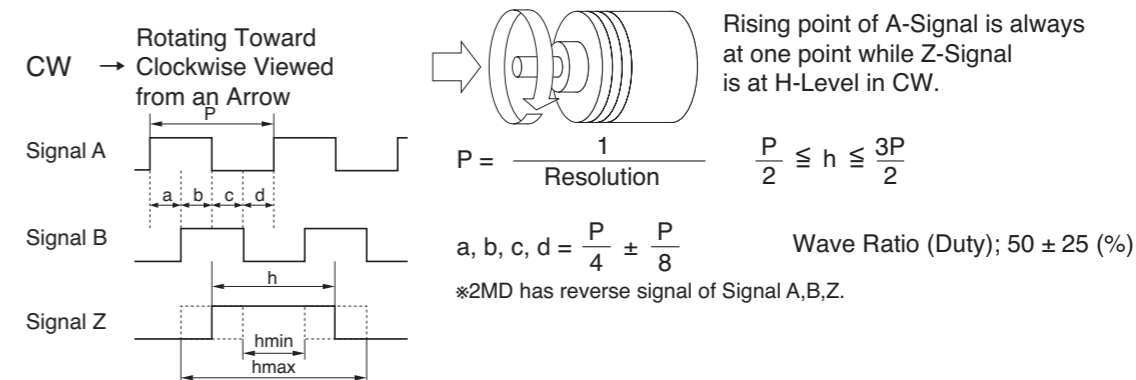 CW → Rotating Toward
Clockwise Viewed
from an Arrow
Rising point of A-Signal is always
at one point while Z-Signal
is at H-Level in CW.
P
Signal A
a b c d
Signal B
h
Signal Z
hmin
hmax
P = 1 / Resolution
P/2 ≦ h ≦ 3P/2
a, b, c, d = P/4 ± P/8
Wave Ratio (Duty); 50 ± 25 (%)
※2MD has reverse signal of Signal A,B,Z.